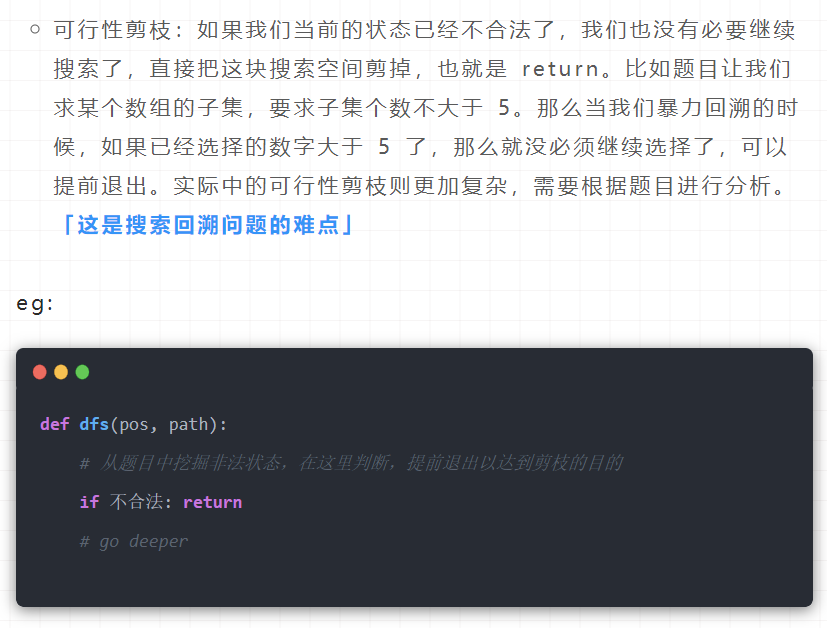 可行性剪枝：如果我们当前的状态已经不合法了，我们也没有必要继续
搜索了，直接把这块搜索空间剪掉，也就是 return。比如题目让我们
求某个数组的子集，要求子集个数不大于 5。那么当我们暴力回溯的时
候，如果已经选择的数字大于 5 了，那么就没必须继续选择了，可以
提前退出。实际中的可行性剪枝则更加复杂，需要根据题目进行分析。
「这是搜索回溯问题的难点」
eg:
def dfs(pos, path):
# 从题目中挖掘非法状态，在这里判断，提前退出以达到剪枝的目的
if 不合法: return
# go deeper